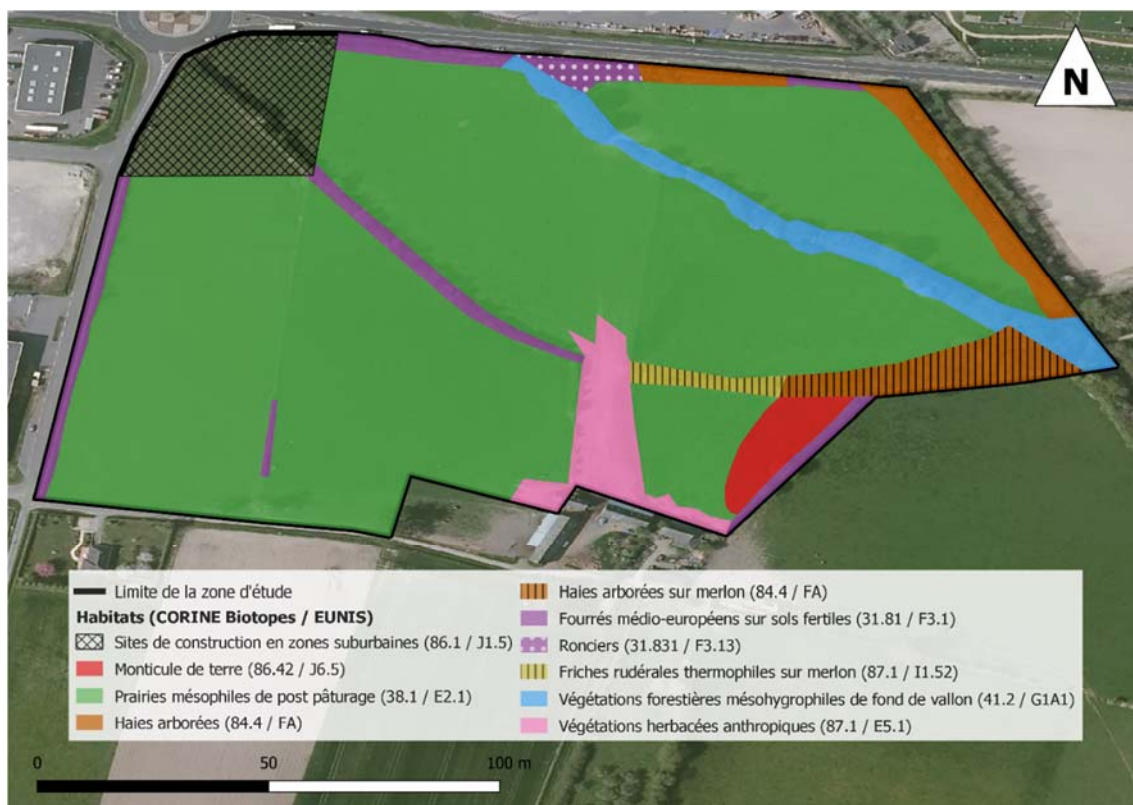 N
Limite de la zone d'étude
Habitats (CORINE Biotopes / EUNIS)
Sites de construction en zones suburbaines (86.1 / J1.5)
Monticule de terre (86.42 / J6.5)
Prairies mésophiles de post pâturage (38.1 / E2.1)
Haies arborées (84.4 / FA)
Haies arborées sur merlon (84.4 / FA)
Fourrés médio-européens sur sols fertiles (31.81 / F3.1)
Ronciers (31.831 / F3.13)
Friches rudérales thermophiles sur merlon (87.1 / I1.52)
Végétations forestières mésohygrophiles de fond de vallon (41.2 / G1A1)
Végétations herbacées anthropiques (87.1 / E5.1)
0 50 100 m